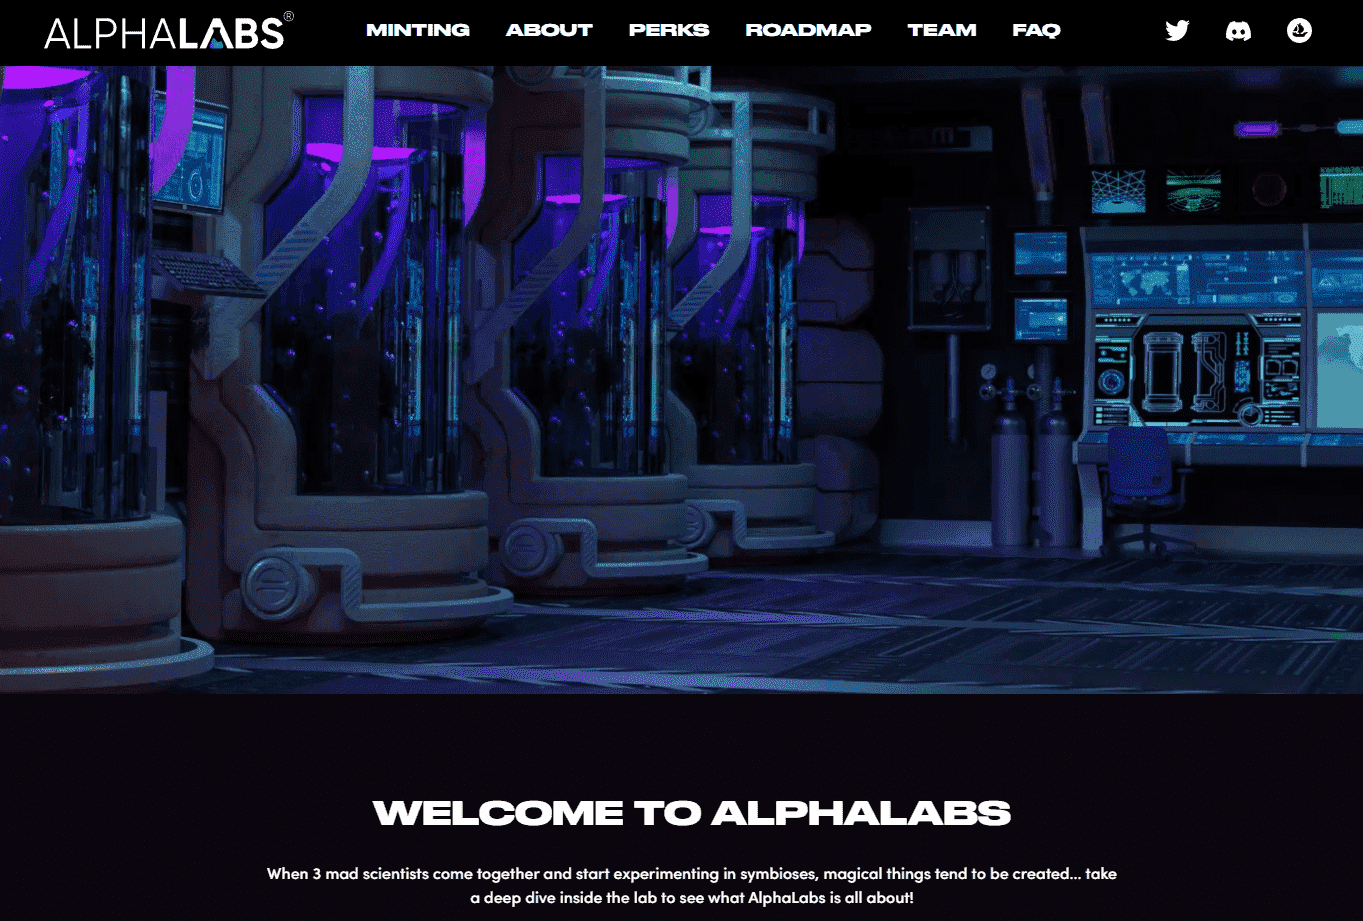 ALPHALABS®
MINTING ABOUT PERKS ROADMAP TEAM FAQ
WELCOME TO ALPHALABS
When 3 mad scientists come together and start experimenting in symbioses, magical things tend to be created... take
a deep dive inside the lab to see what AlphaLabs is all about!